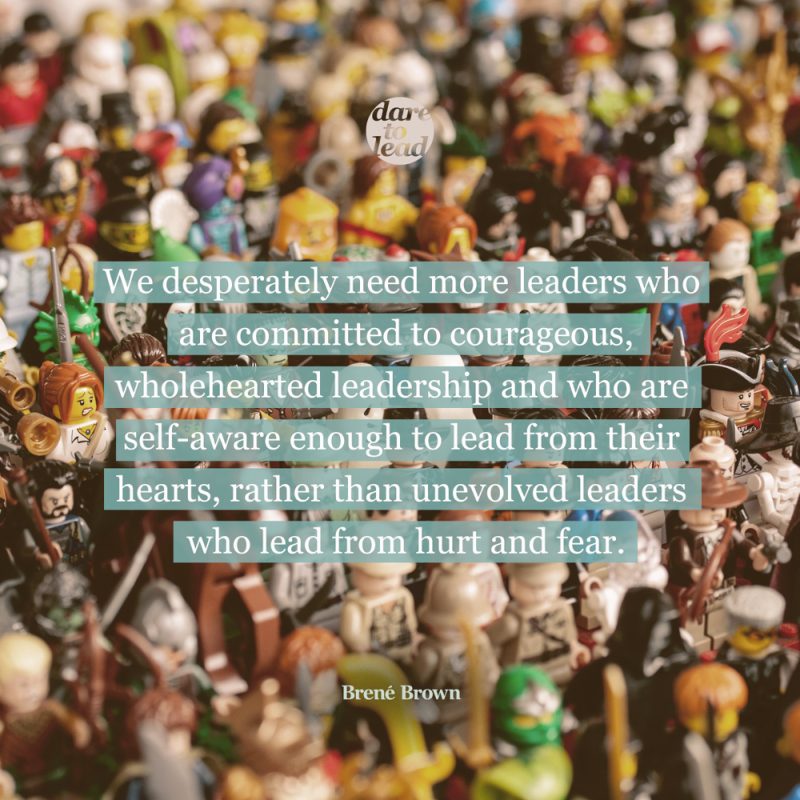 dare
to
lead
We desperately need more leaders who
are committed to courageous,
wholehearted leadership and who are
self-aware enough to lead from their
hearts, rather than unevolved leaders
who lead from hurt and fear.
Brené Brown